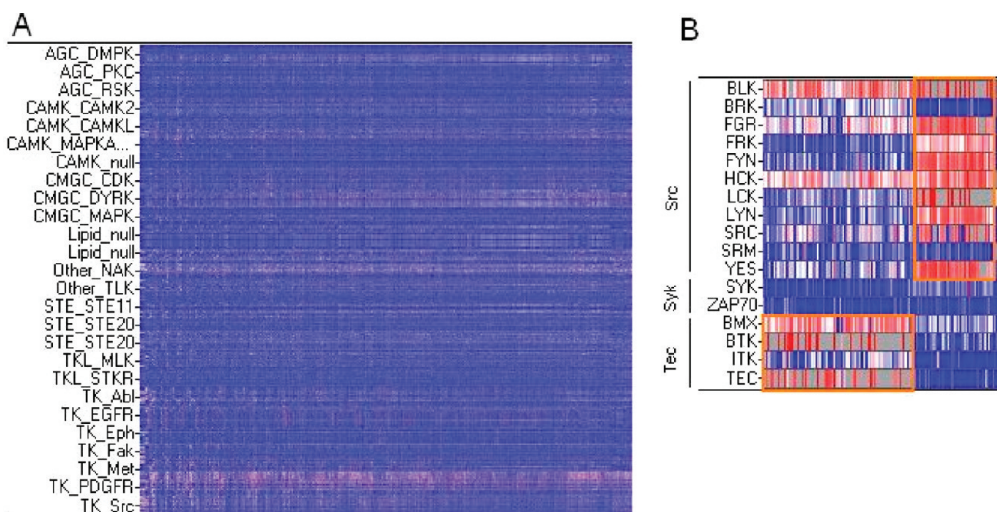 A
AGC_DMPK
AGC_PKC
AGC_RSK
CAMK_CAMK2
CAMK_CAMKL
CAMK_MAPKA...
CAMK_null
CMGC_CDK
CMGC_DYRK
CMGC_MAPK
Lipid_null
Lipid_null
Other_NAK
Other_TLK
STE_STE11
STE_STE20
STE_STE20
TKL_MLK
TKL_STKR
TK_Abl
TK_EGFR
TK_Eph
TK_Fak
TK_Met
TK_PDGFR
TK_Src
B
Src
BLK
BRK
FGR
FRK
FYN
HCK
LCK
LYN
SRC
SRM
YES
Syk
SYK
ZAP70
Tec
BMX
BTK
ITK
TEC